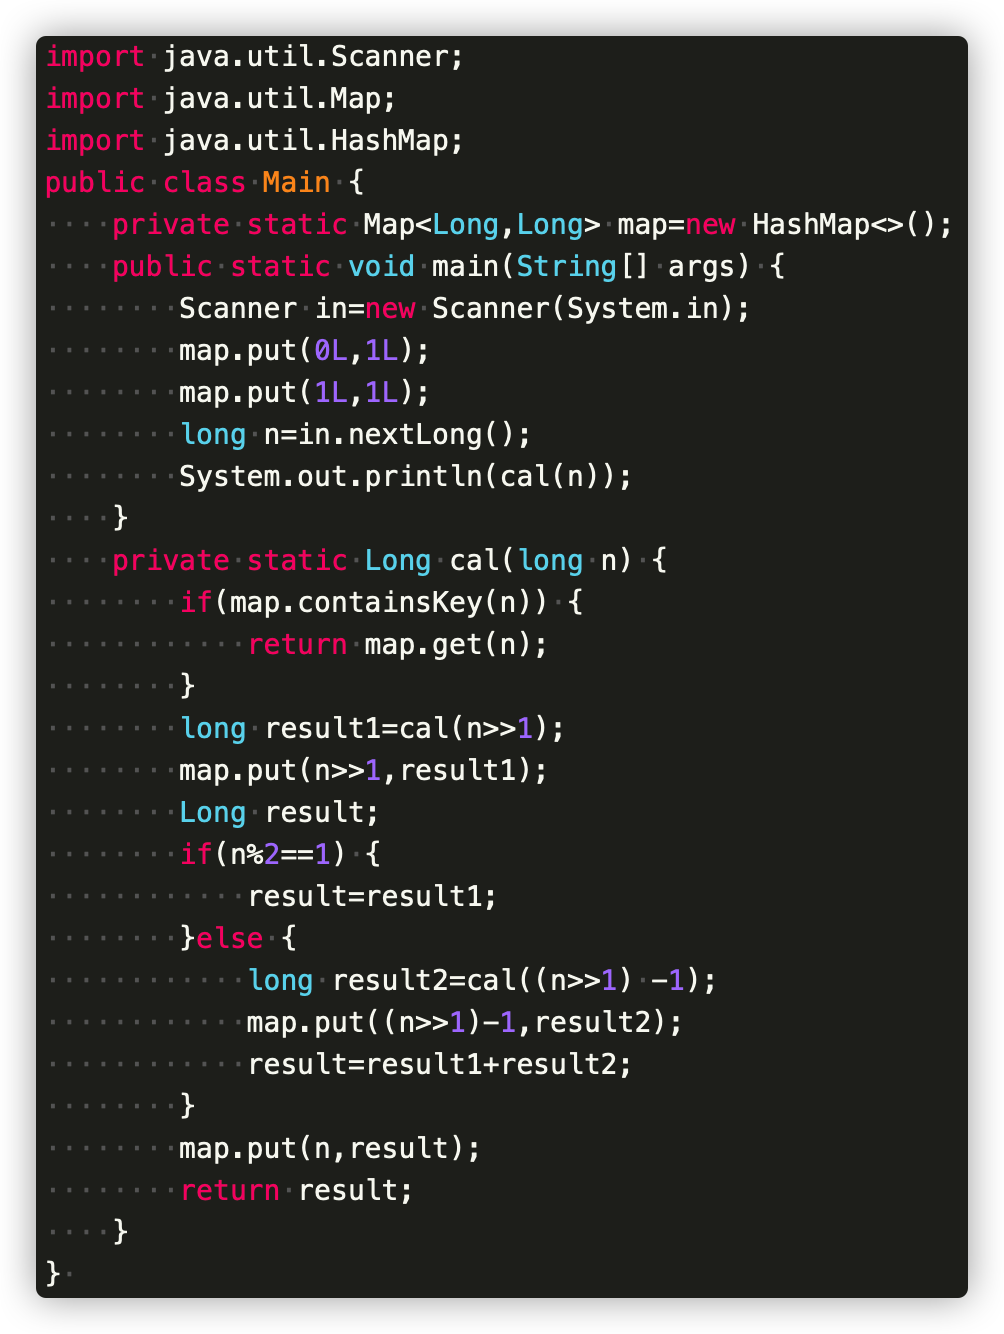 import java.util.Scanner;
import java.util.Map;
import java.util.HashMap;
public class Main {
    private static Map<Long,Long> map=new HashMap<>();
    public static void main(String[] args) {
        Scanner in=new Scanner(System.in);
        map.put(0L,1L);
        map.put(1L,1L);
        long n=in.nextLong();
        System.out.println(cal(n));
    }
    private static Long cal(long n) {
        if(map.containsKey(n)) {
            return map.get(n);
        }
        long result1=cal(n>>1);
        map.put(n>>1,result1);
        Long result;
        if(n%2==1) {
            result=result1;
        }else {
            long result2=cal((n>>1) -1);
            map.put((n>>1)-1,result2);
            result=result1+result2;
        }
        map.put(n,result);
        return result;
    }
}